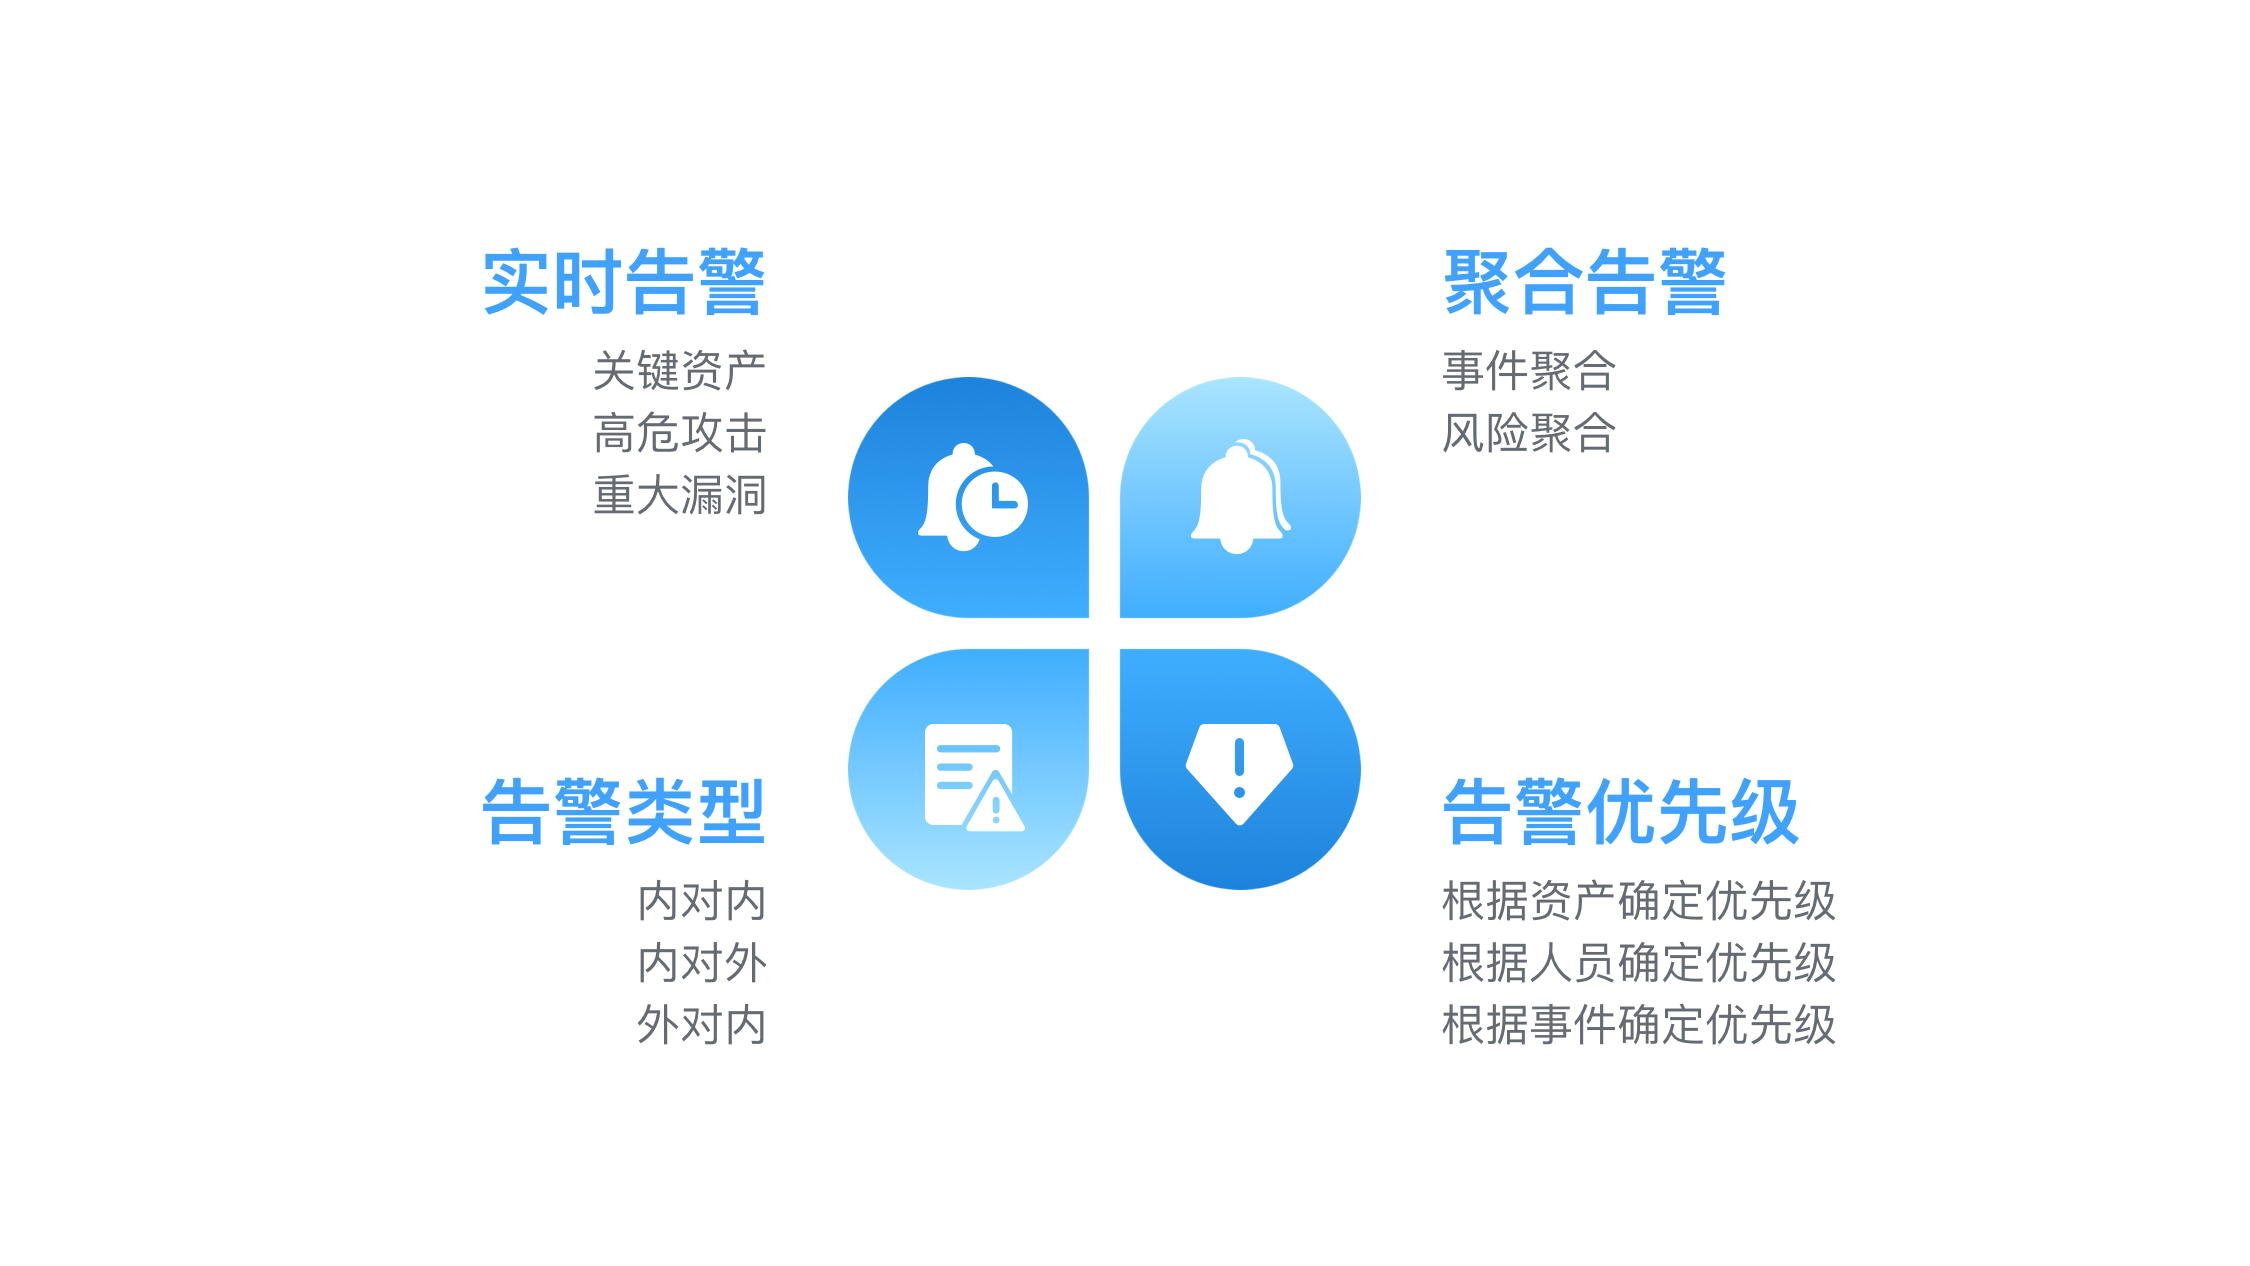 实时告警
关键资产
高危攻击
重大漏洞
聚合告警
事件聚合
风险聚合
告警类型
内对内
内对外
外对内
告警优先级
根据资产确定优先级
根据人员确定优先级
根据事件确定优先级